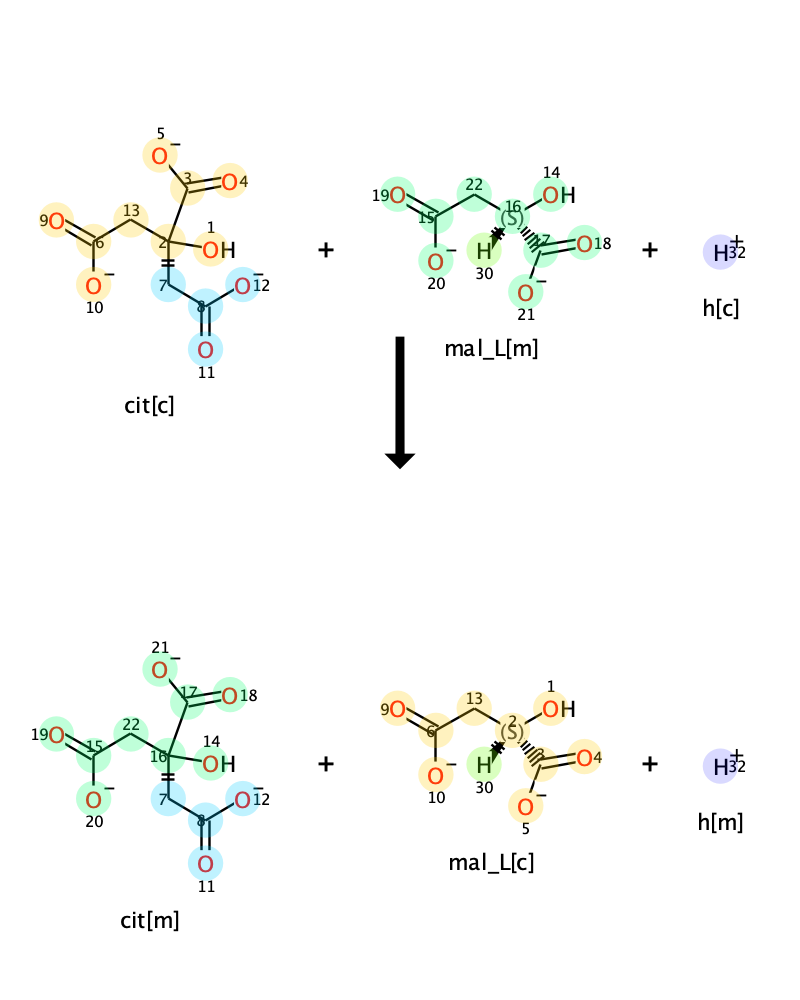 5
O−
3
O4
9O
13
1
6
2
OH
O−
10
7
8
O−12
O
11
cit[c]
+
19O
22
14
15
16
(S)
OH
O−
20
H
30
17
O18
O−
21
mal_L[m]
+
H+32
h[c]
21
O−
17
O18
19O
22
14
15
16
OH
O−
20
7
8
O−12
O
11
cit[m]
+
9O
13
1
6
2
(S)
OH
O−
10
H
30
3
O4
O−
5
mal_L[c]
+
H+32
h[m]